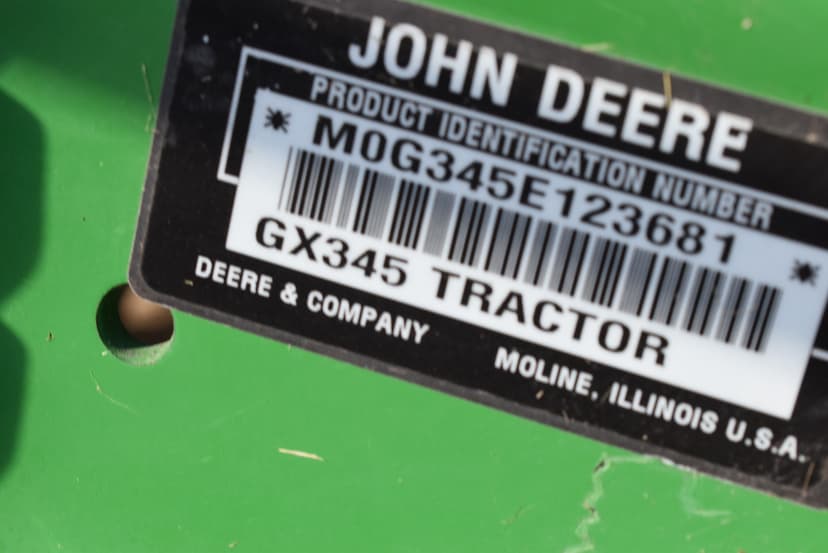 JOHN DEERE
PRODUCT IDENTIFICATION NUMBER
* M0G345E123681 *
GX345 TRACTOR
DEERE & COMPANY
MOLINE, ILLINOIS U.S.A.